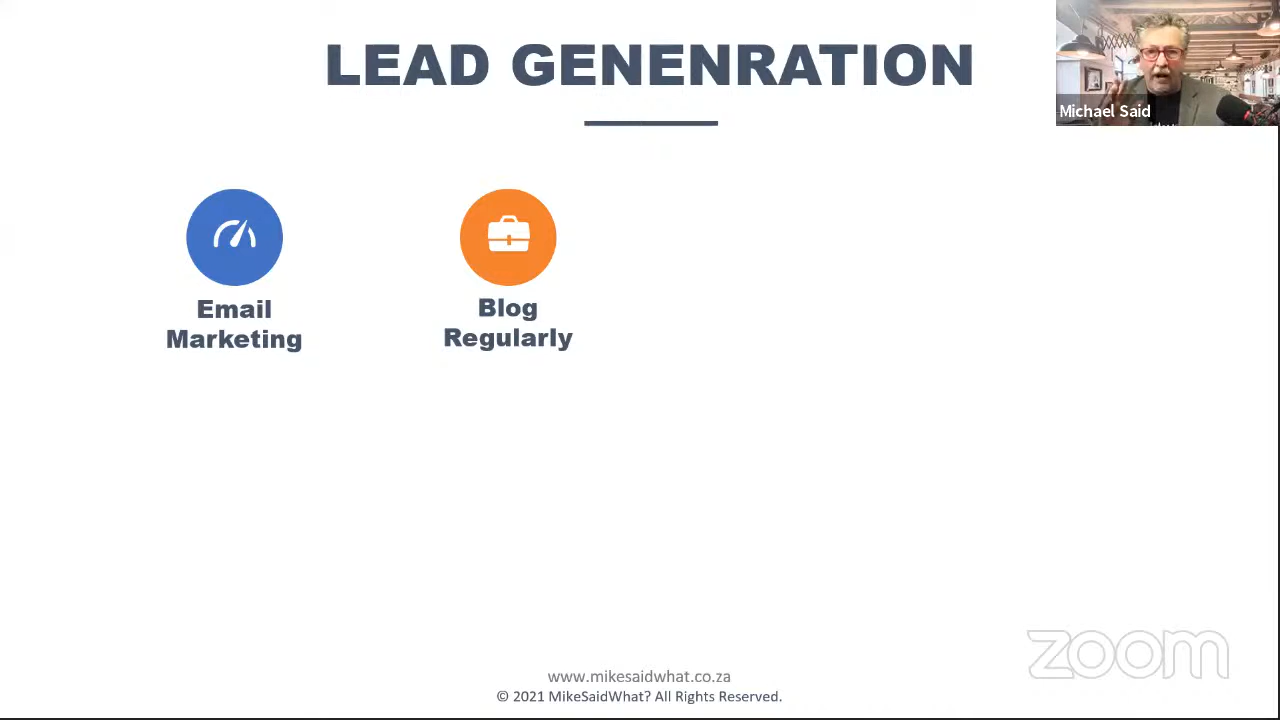 LEAD GENENRATION
Michael Said
Email
Marketing
Blog
Regularly
zoom
www.mikesaidwhat.co.za
© 2021 MikeSaidWhat? All Rights Reserved.